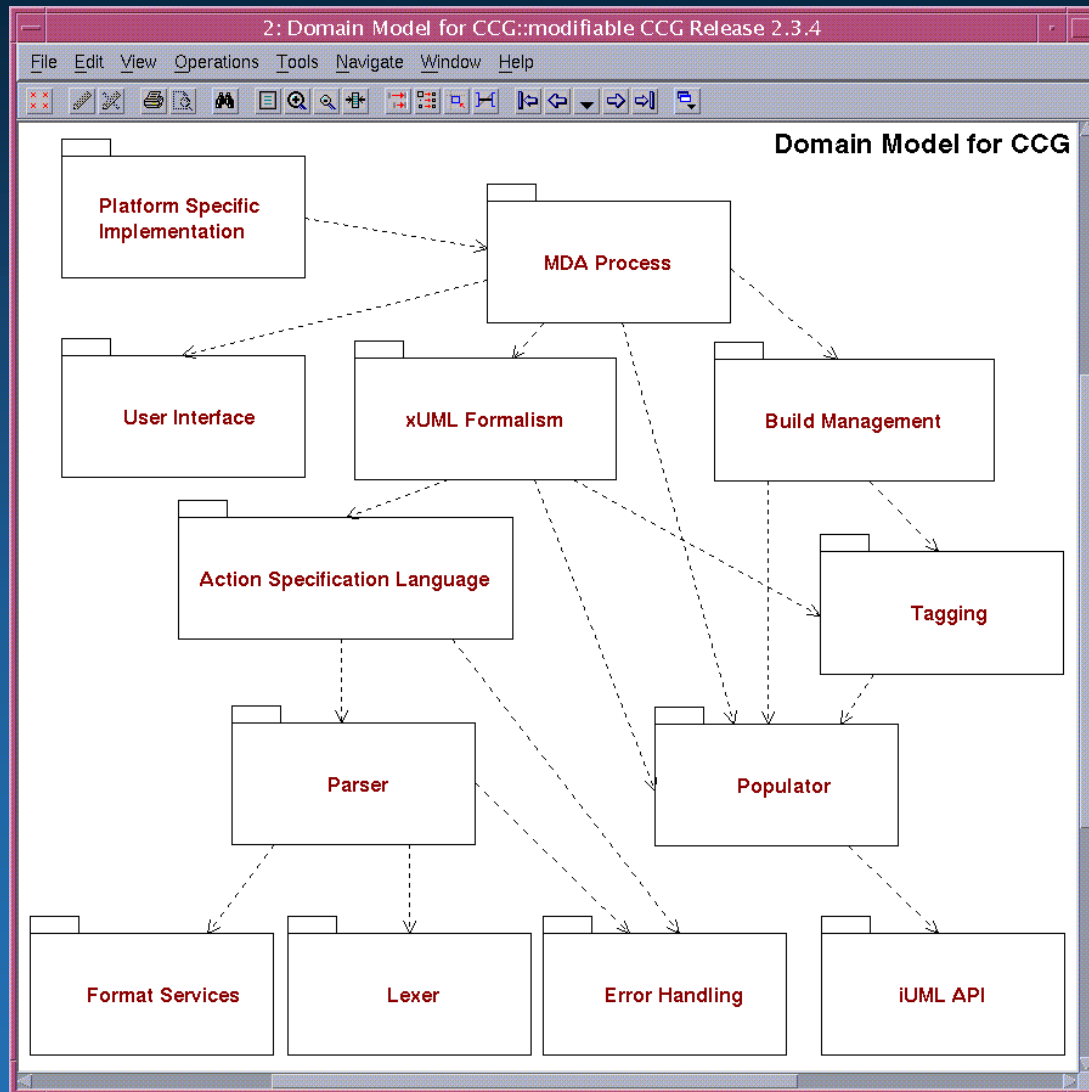 2: Domain Model for CCG::modifiable CCG Release 2.3.4
File Edit View Operations Tools Navigate Window Help
Domain Model for CCG
Platform Specific
Implementation
MDA Process
User Interface
xUML Formalism
Build Management
Action Specification Language
Tagging
Parser
Populator
Format Services
Lexer
Error Handling
iUML API